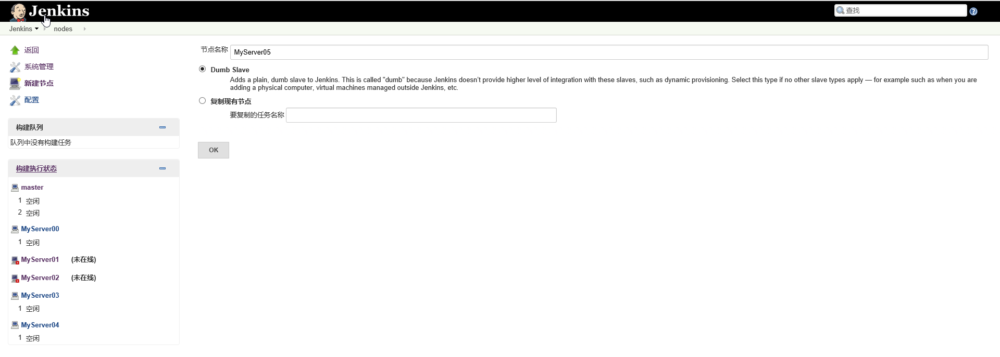 Jenkins
查找
Jenkins
nodes
返回
系统管理
新建节点
配置
构建队列
队列中没有构建任务
构建执行状态
master
1 空闲
2 空闲
MyServer00
1 空闲
MyServer01 (未在线)
MyServer02 (未在线)
MyServer03
1 空闲
MyServer04
1 空闲
节点名称 MyServer05
Dumb Slave
Adds a plain, dumb slave to Jenkins. This is called "dumb" because Jenkins doesn't provide higher level of integration with these slaves, such as dynamic provisioning. Select this type if no other slave types apply — for example such as when you are
adding a physical computer, virtual machines managed outside Jenkins, etc.
复制现有节点
要复制的任务名称
OK